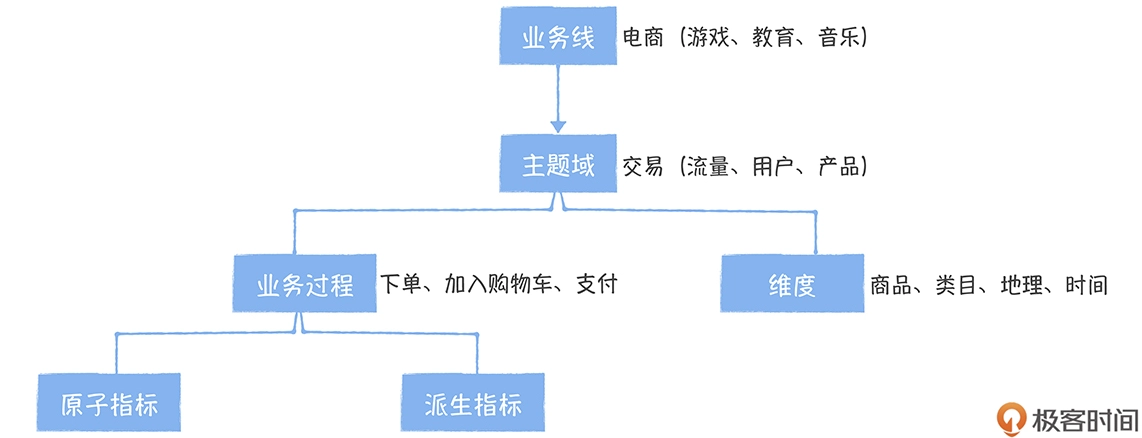 业务线 电商（游戏、教育、音乐）
主题域 交易（流量、用户、产品）
业务过程 下单、加入购物车、支付
维度 商品、类目、地理、时间
原子指标
派生指标
极客时间